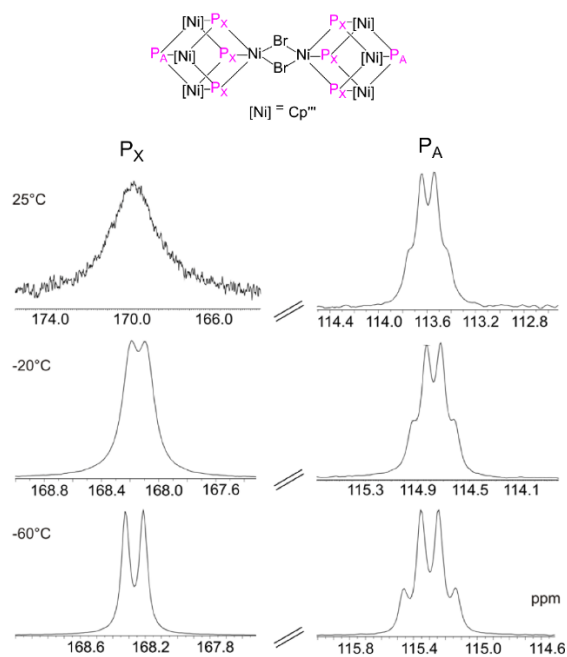 [Ni] Px Px [Ni]
Br
PA [Ni] Px Ni Ni Px [Ni] PA
Br
[Ni] Px Px [Ni]
[Ni] = Cp'''
PX PA
25°C
174.0 170.0 166.0 114.4 114.0 113.6 113.2 112.8
-20°C
168.8 168.4 168.0 167.6 115.3 114.9 114.5 114.1
-60°C
ppm
168.6 168.2 167.8 115.8 115.4 115.0 114.6